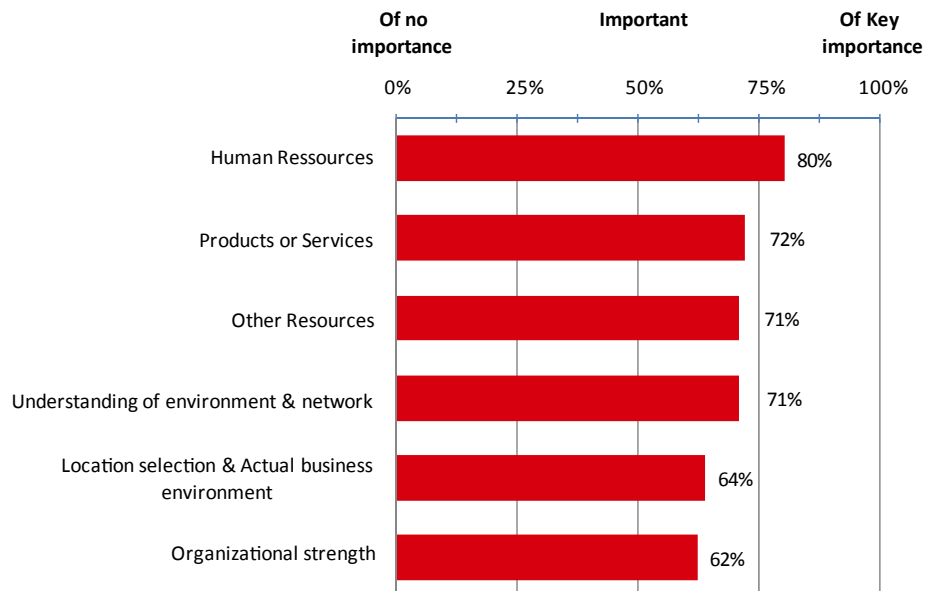 Of no
importance
Important
Of Key
importance
0%
25%
50%
75%
100%
Human Ressources
80%
Products or Services
72%
Other Resources
71%
Understanding of environment & network
71%
Location selection & Actual business
environment
64%
Organizational strength
62%